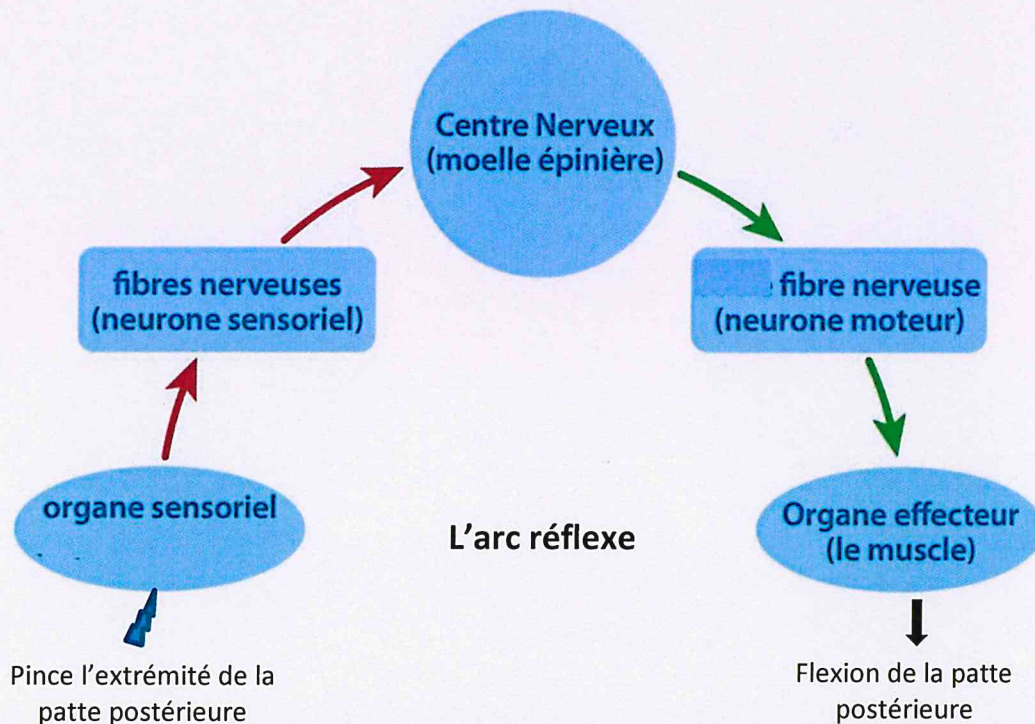 Centre Nerveux
(moelle épinière)
fibres nerveuses
(neurone sensoriel)
fibre nerveuse
(neurone moteur)
organe sensoriel
L'arc réflexe
Organe effecteur
(le muscle)
Pince l'extrémité de la
patte postérieure
Flexion de la patte
postérieure